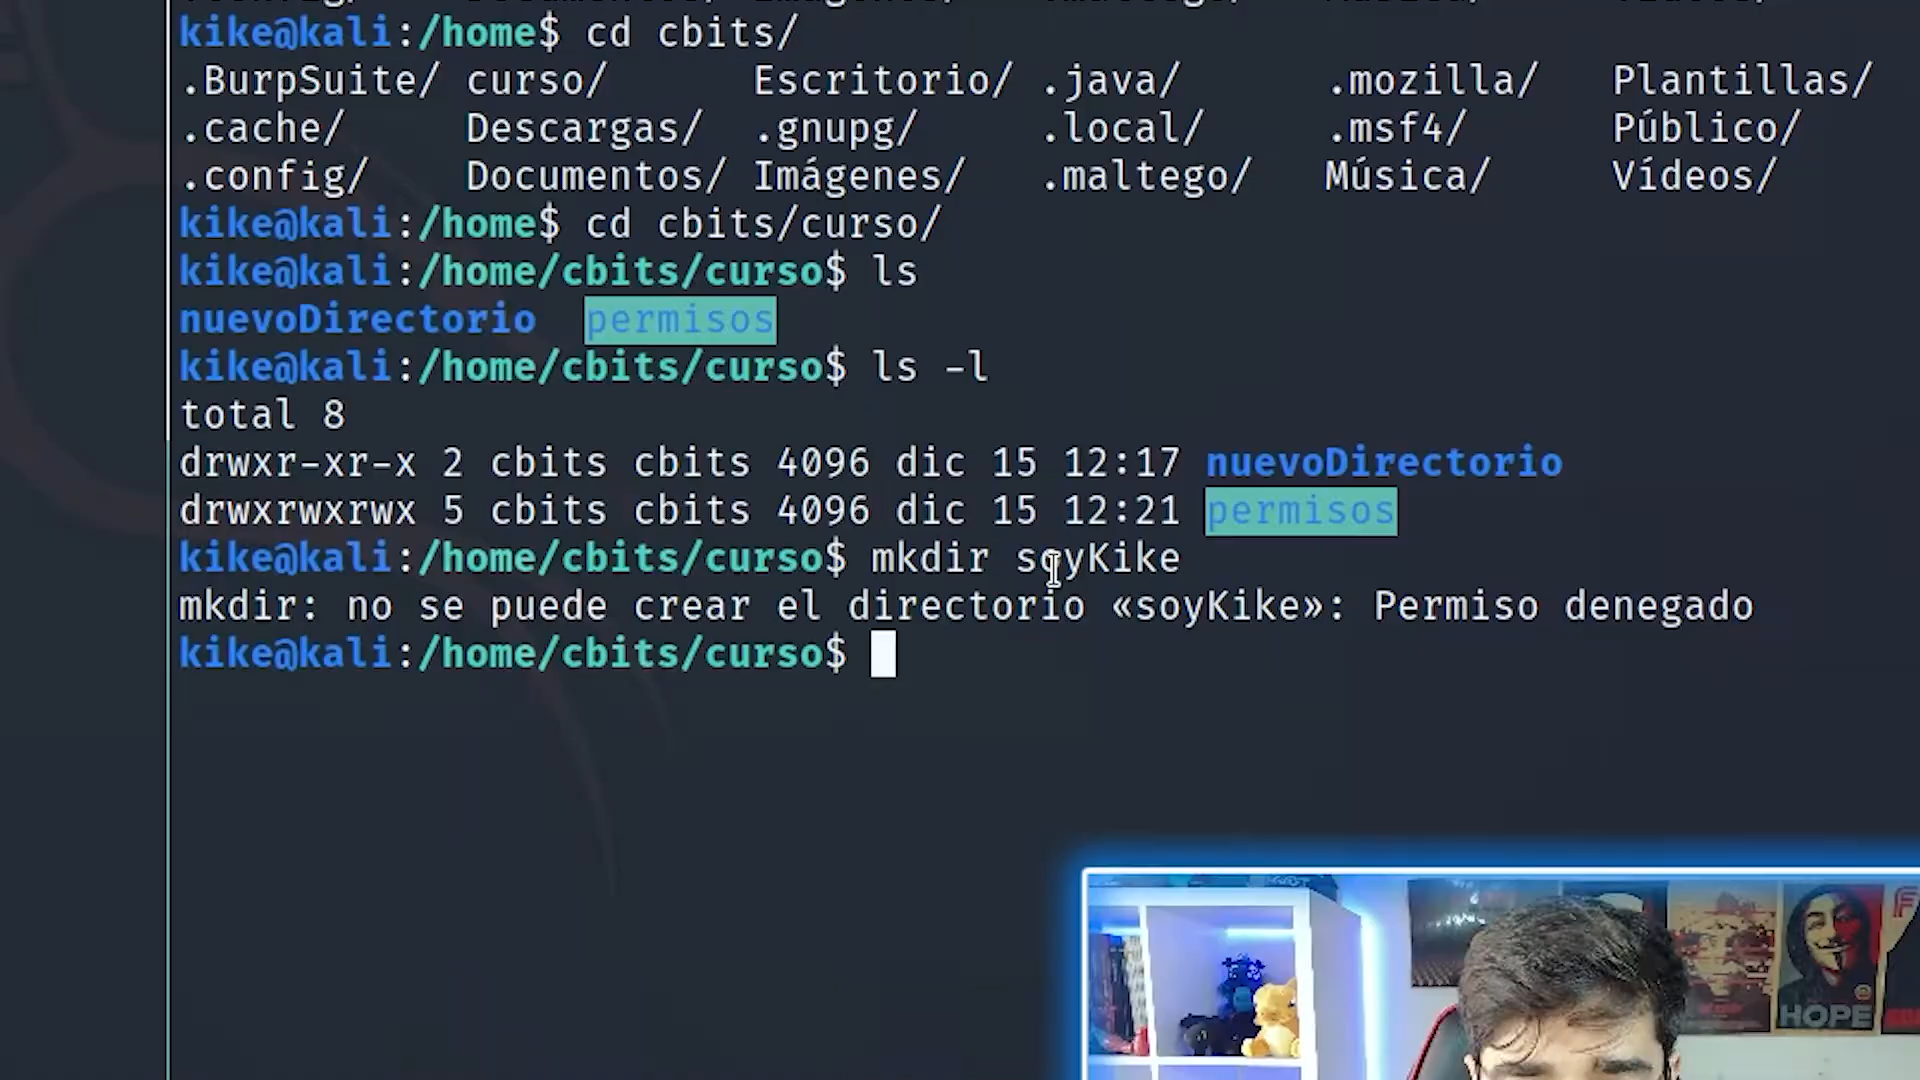 kike@kali:/home$ cd cbits/
.BurpSuite/ curso/ Escritorio/ .java/ .mozilla/ Plantillas/
.cache/ Descargas/ .gnupg/ .local/ .msf4/ Público/
.config/ Documentos/ Imágenes/ .maltego/ Música/ Vídeos/
kike@kali:/home$ cd cbits/curso/
kike@kali:/home/cbits/curso$ ls
nuevoDirectorio permisos
kike@kali:/home/cbits/curso$ ls -l
total 8
drwxr-xr-x 2 cbits cbits 4096 dic 15 12:17 nuevoDirectorio
drwxrwxrwx 5 cbits cbits 4096 dic 15 12:21 permisos
kike@kali:/home/cbits/curso$ mkdir soyKike
mkdir: no se puede crear el directorio «soyKike»: Permiso denegado
kike@kali:/home/cbits/curso$
HOPE